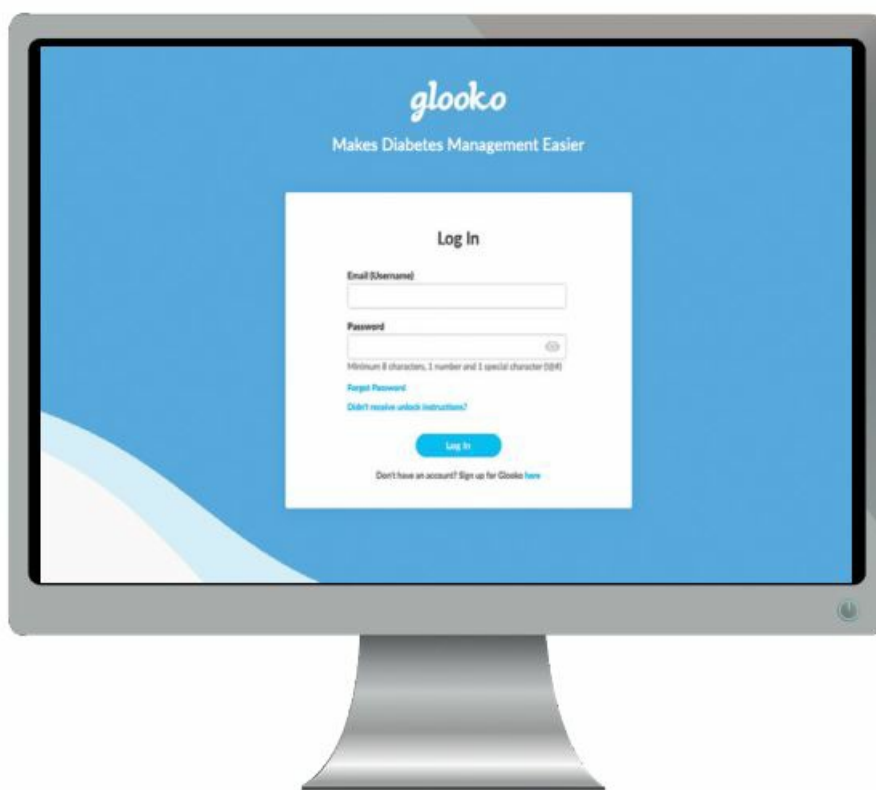 glooko
Makes Diabetes Management Easier
Log In
Email (Username)
Password
Minimum 8 characters, 1 number and 1 special character (!@#)
Forgot Password
Didn't receive unlock instructions?
Log In
Don't have an account? Sign up for Glooko here